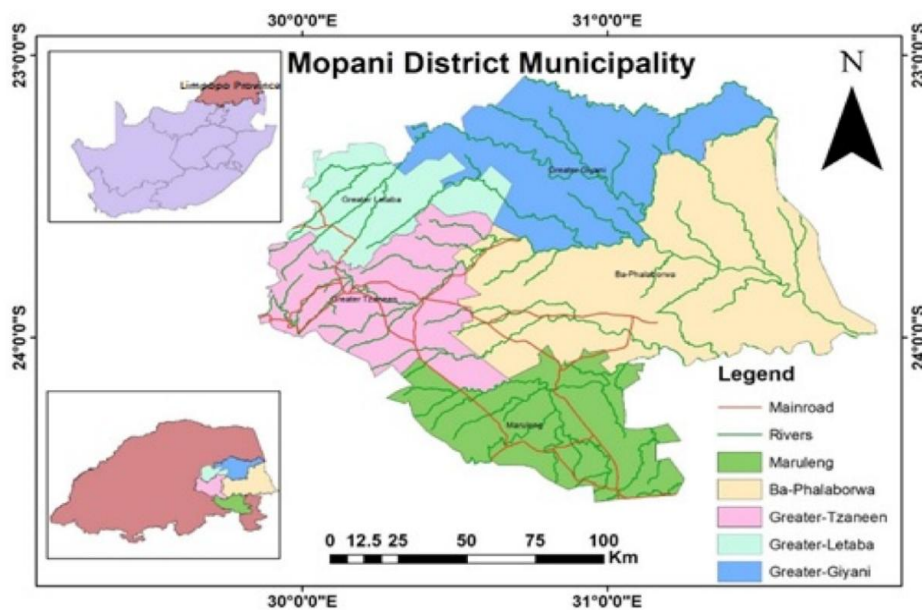 30°0'0"E
31°0'0"E
23°0'0"S
23°0'0"S
Mopani District Municipality
N
Limpopo Province
Greater-Giyani
Greater Letaba
Ba-Phalaborwa
Greater Tzaneen
24°0'0"S
24°0'0"S
Maruleng
Legend
Mainroad
Rivers
Maruleng
Ba-Phalaborwa
Greater-Tzaneen
Greater-Letaba
Greater-Giyani
0 12.5 25 50 75 100
Km
30°0'0"E
31°0'0"E